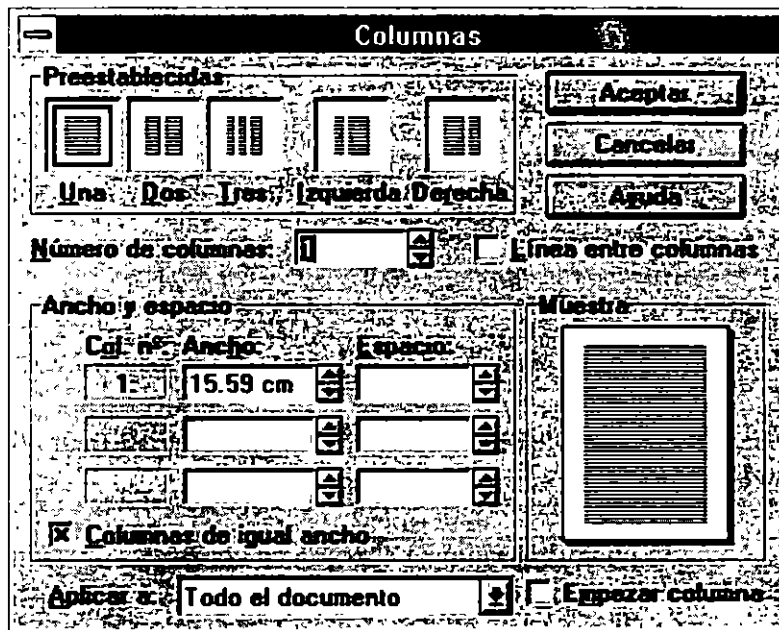 Columnas
Preestablecidas
Aceptar
Cancelar
Ayuda
Una Dos Tres Izquierda Derecha
Número de columnas: 1 Línea entre columnas
Ancho y espacio
Muestra
Col. nº: Ancho: Espacio:
1: 15.59 cm
Columnas de igual ancho
Aplicar a: Todo el documento Empezar columna